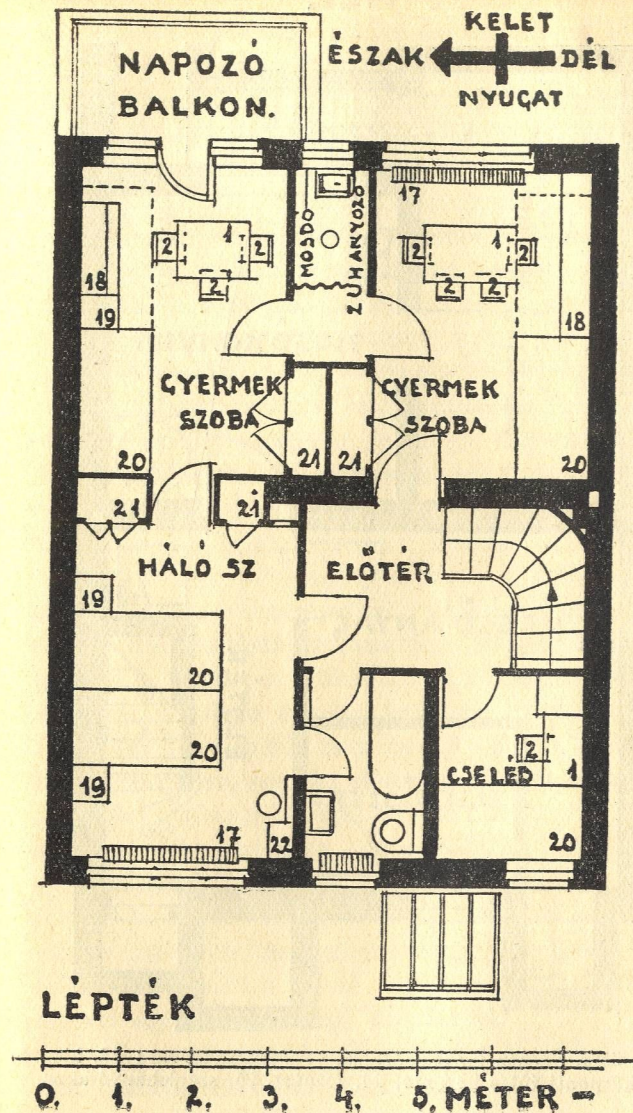 NAPOZÓ
BALKON.
KELET
ÉSZAK DÉL
NYUGAT
17
MOSDÓ
ZUHANYOZÓ
1
2 2
2
1
2 2
2 2
18
19
18
GYERMEK
SZOBA
GYERMEK
SZOBA
20
21 21
20
21 21
HÁLÓ SZ
ELŐTÉR
19
20
20
2
CSELÉD
1
19
17
22
20
LÉPTÉK
0. 1. 2. 3. 4. 5. MÉTER -